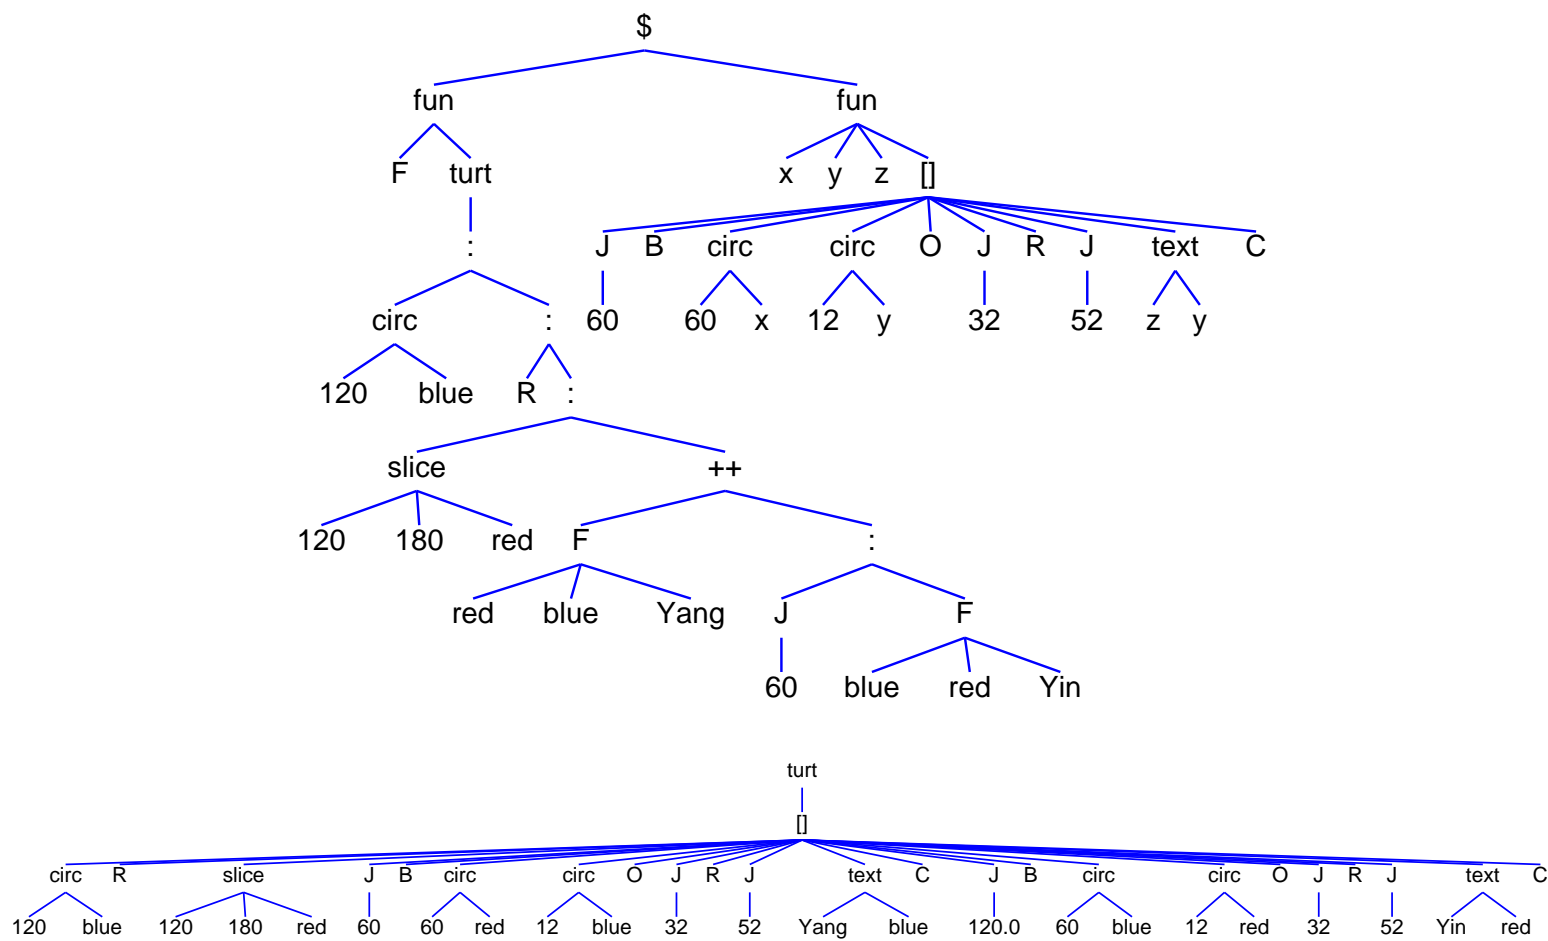 $
fun fun
F turt x y z []
: J B circ circ O J R J text C
circ : 60 60 x 12 y 32 52 z y
120 blue R :
slice ++
120 180 red F :
red blue Yang J F
60 blue red Yin
turt
[]
circ R slice J B circ circ O J R J text C J B circ circ O J R J text C
120 blue 120 180 red 60 60 red 12 blue 32 52 Yang blue 120.0 60 blue 12 red 32 52 Yin red